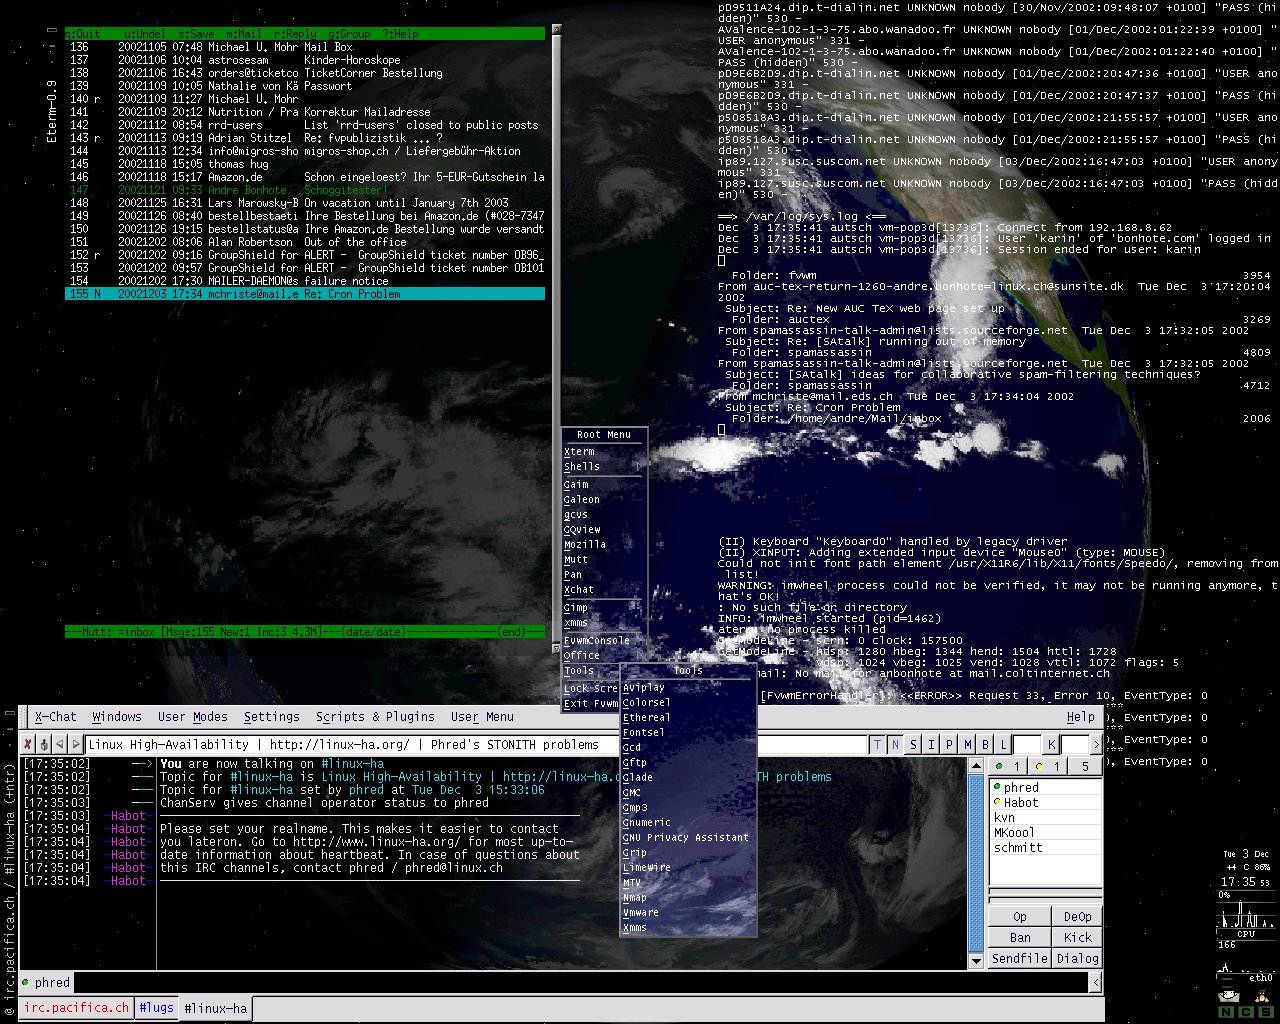 Eterm-0.9
q:Quit u:Undel s:Save m:Mail r:Reply g:Group ?:Help
136 20021105 07:48 Michael U. Mohr Mail Box
137 20021106 10:04 astrosesam Kinder-Horoskope
138 20021106 16:43 orders@ticketco TicketCorner Bestellung
139 20021109 10:05 Nathalie von Kä Passwort
140 r 20021109 11:27 Michael U. Mohr
141 20021109 20:12 Nutrition / Pra Korrektur Mailadresse
142 20021112 08:54 rrd-users List 'rrd-users' closed to public posts
143 r 20021113 09:19 Adrian Stitzel Re: fvpublizistik ... ?
144 20021113 12:34 info@migros-sho migros-shop.ch / Liefergebühr-Aktion
145 20021118 15:05 thomas hug
146 20021118 15:17 Amazon.de Schon eingeloest? Ihr 5-EUR-Gutschein la
147 20021121 09:33 Andre Bonhote Schoggitester!
148 20021125 16:31 Lars Marowsky-B On vacation until January 7th 2003
149 20021126 08:40 bestellbestaeti Ihre Bestellung bei Amazon.de (#028-7347
150 20021126 19:15 bestellstatus@a Ihre Amazon.de Bestellung wurde versandt
151 20021202 08:06 Alan Robertson Out of the office
152 r 20021202 09:16 GroupShield for ALERT - GroupShield ticket number OB96_
153 20021202 09:57 GroupShield for ALERT - GroupShield ticket number OB101
154 20021202 17:30 MAILER-DAEMON@s failure notice
155 N 20021203 17:34 mchriste@mail.e Re: Cron Problem
---Mutt: =inbox [Msgs:155 New:1 Inc:3 4.3M]---(date/date)---------------(end)---
pD9511A24.dip.t-dialin.net UNKNOWN nobody [30/Nov/2002:09:48:07 +0100] "PASS (hi
dden)" 530 -
AValence-102-1-3-75.abo.wanadoo.fr UNKNOWN nobody [01/Dec/2002:01:22:39 +0100] "
USER anonymous" 331 -
AValence-102-1-3-75.abo.wanadoo.fr UNKNOWN nobody [01/Dec/2002:01:22:40 +0100] "
PASS (hidden)" 530 -
pD9E6B2D9.dip.t-dialin.net UNKNOWN nobody [01/Dec/2002:20:47:36 +0100] "USER ano
nymous" 331 -
pD9E6B2D9.dip.t-dialin.net UNKNOWN nobody [01/Dec/2002:20:47:37 +0100] "PASS (hi
dden)" 530 -
p508518A3.dip.t-dialin.net UNKNOWN nobody [01/Dec/2002:21:55:57 +0100] "USER ano
nymous" 331 -
p508518A3.dip.t-dialin.net UNKNOWN nobody [01/Dec/2002:21:55:57 +0100] "PASS (hi
dden)" 530 -
ip89.127.susc.suscom.net UNKNOWN nobody [03/Dec/2002:16:47:03 +0100] "USER anony
mous" 331 -
ip89.127.susc.suscom.net UNKNOWN nobody [03/Dec/2002:16:47:03 +0100] "PASS (hidd
en)" 530 -
==> /var/log/sys.log <==
Dec 3 17:35:41 autsch vm-pop3d[13736]: Connect from 192.168.8.62
Dec 3 17:35:41 autsch vm-pop3d[13736]: User 'karin' of 'bonhote.com' logged in
Dec 3 17:35:41 autsch vm-pop3d[13736]: Session ended for user: karin
Folder: fvwm 3954
From auc-tex-return-1260-andre.bonhote=linux.ch@sunsite.dk Tue Dec 3 17:20:04
2002
Subject: Re: New AUC TeX web page set up
Folder: auctex 3269
From spamassassin-talk-admin@lists.sourceforge.net Tue Dec 3 17:32:05 2002
Subject: Re: [SAtalk] running out of memory
Folder: spamassassin 4809
From spamassassin-talk-admin@lists.sourceforge.net Tue Dec 3 17:32:05 2002
Subject: [SAtalk] ideas for collaborative spam-filtering techniques?
Folder: spamassassin 4712
From mchriste@mail.eds.ch Tue Dec 3 17:34:04 2002
Subject: Re: Cron Problem
Folder: /home/andre/Mail/inbox 2006
(II) Keyboard "Keyboard0" handled by legacy driver
(II) XINPUT: Adding extended input device "Mouse0" (type: MOUSE)
Could not init font path element /usr/X11R6/lib/X11/fonts/Speedo/, removing from
list!
WARNING: imwheel process could not be verified, it may not be running anymore, t
hat's OK!
: No such file or directory
INFO: imwheel started (pid=1462)
aterm: no process killed
GetModeLine - scrn: 0 clock: 157500
GetModeLine - hdsp: 1280 hbeg: 1344 hend: 1504 httl: 1728
vdsp: 1024 vbeg: 1025 vend: 1028 vttl: 1072 flags: 5
mail: No mail for anbonhote at mail.coltinternet.ch
[FvwmErrorHandler]: <<ERROR>> Request 33, Error 10, EventType: 0
, EventType: 0
, EventType: 0
, EventType: 0
Root Menu
Xterm
Shells
Gaim
Galeon
gcvs
GQview
Mozilla
Mutt
Pan
Xchat
Gimp
xmms
FvwmConsole
Office
Tools
Lock Scre
Exit Fvwm
Tools
Aviplay
Colorsel
Ethereal
Fontsel
Gcd
Gftp
Glade
GMC
Gmp3
Gnumeric
GNU Privacy Assistant
Grip
LimeWire
MTV
Nmap
Vmware
Xmms
@ irc.pacifica.ch / #linux-ha (+ntr)
X-Chat Windows User Modes Settings Scripts & Plugins User Menu Help
Linux High-Availability | http://linux-ha.org/ | Phred's STONITH problems
T N S I P M B L K
[17:35:02] You are now talking on #linux-ha
[17:35:02] Topic for #linux-ha is Linux High-Availability | http://linux-ha.o TH problems
[17:35:02] Topic for #linux-ha set by phred at Tue Dec 3 15:33:06
[17:35:03] ChanServ gives channel operator status to phred
[17:35:03] Habot
[17:35:04] Habot Please set your realname. This makes it easier to contact
[17:35:04] Habot you lateron. Go to http://www.linux-ha.org/ for most up-to-
[17:35:04] Habot date information about heartbeat. In case of questions about
[17:35:04] Habot this IRC channels, contact phred / phred@linux.ch
[17:35:04] Habot
1 1 5
phred
Habot
kvn
MKoool
schmitt
Op DeOp
Ban Kick
Sendfile Dialog
phred
irc.pacifica.ch #lugs #linux-ha
Tue 3 Dec
+4 C 86%
17:35 53
0%
CPU
166
eth0
N C S